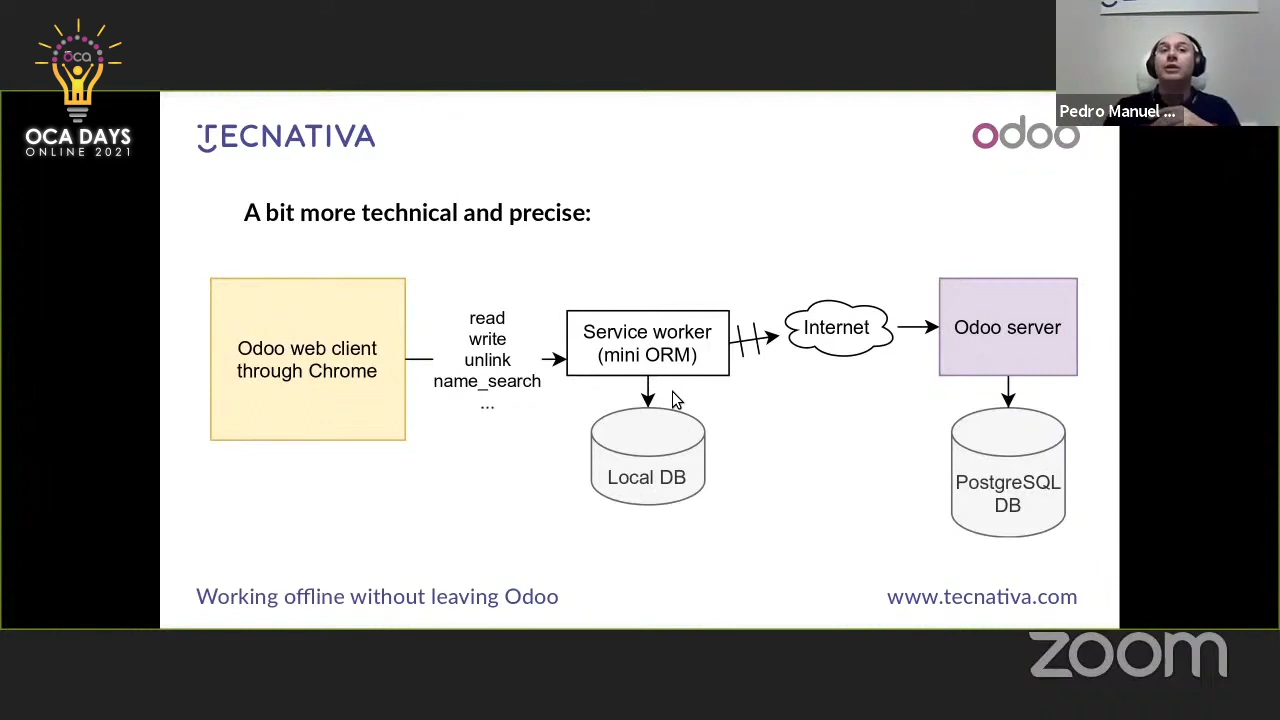 oca
OCA DAYS
ONLINE 2021
TECNATIVA
odoo
Pedro Manuel ...
A bit more technical and precise:
Odoo web client
through Chrome
read
write
unlink
name_search
...
Service worker
(mini ORM)
Internet
Odoo server
Local DB
PostgreSQL
DB
Working offline without leaving Odoo
www.tecnativa.com
zoom